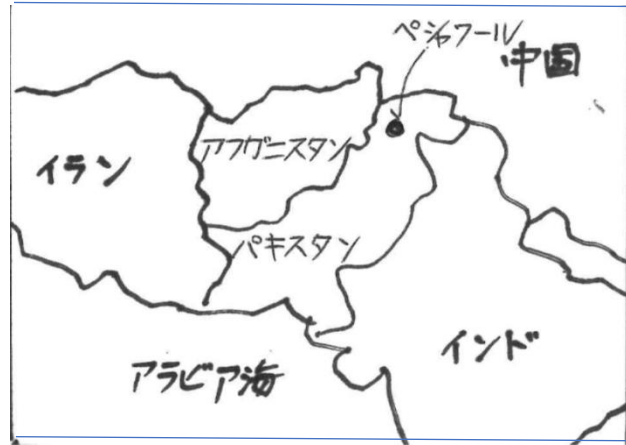 ペシャワール
中国
アフガニスタン
イラン
パキスタン
インド
アラビア海